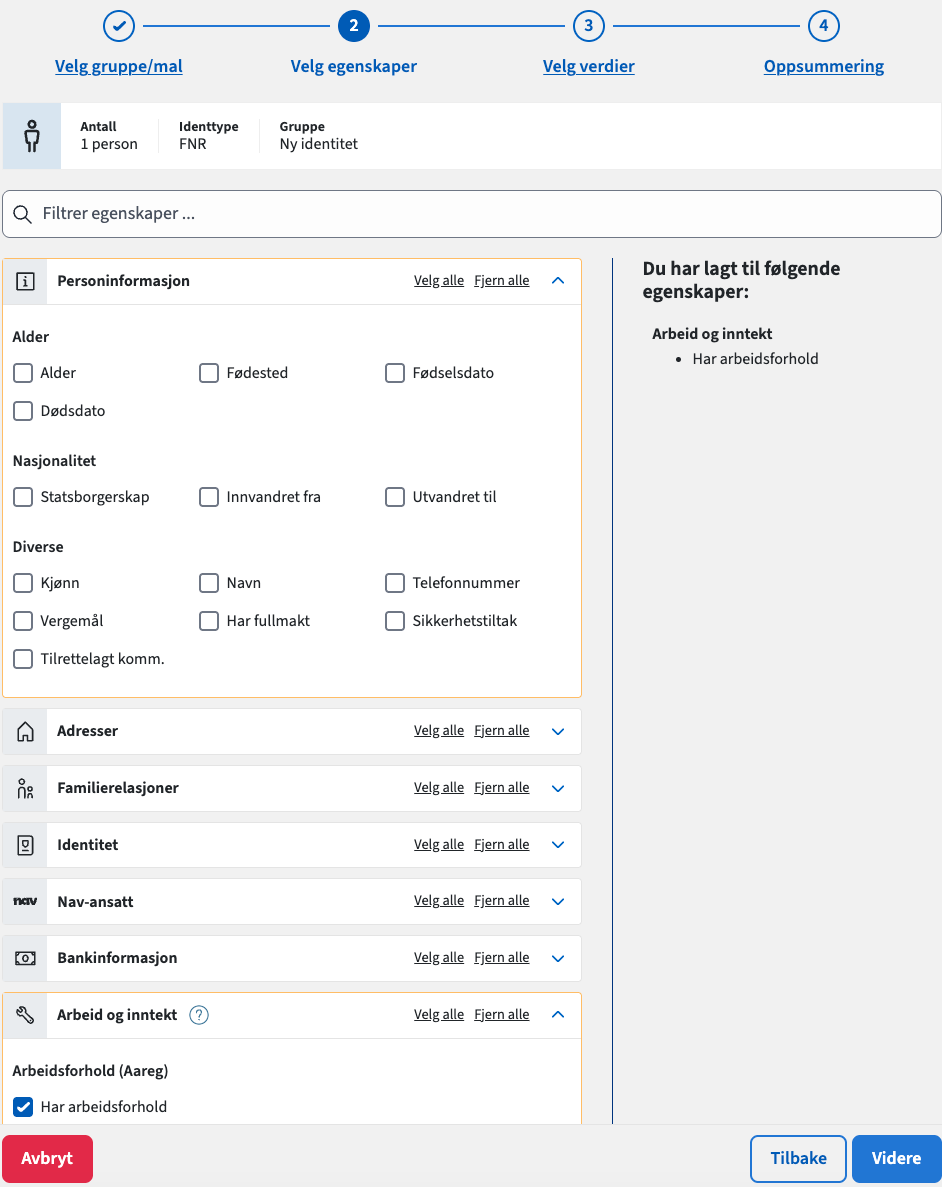 2
3
4
Velg gruppe/mal
Velg egenskaper
Velg verdier
Oppsummering
Antall
1 person
Identtype
FNR
Gruppe
Ny identitet
Filtrer egenskaper ...
Personinformasjon Velg alle Fjern alle
Alder
Alder Fødested Fødselsdato
Dødsdato
Nasjonalitet
Statsborgerskap Innvandret fra Utvandret til
Diverse
Kjønn Navn Telefonnummer
Vergemål Har fullmakt Sikkerhetstiltak
Tilrettelagt komm.
Adresser Velg alle Fjern alle
Familierelasjoner Velg alle Fjern alle
Identitet Velg alle Fjern alle
nav Nav-ansatt Velg alle Fjern alle
Bankinformasjon Velg alle Fjern alle
Arbeid og inntekt ? Velg alle Fjern alle
Arbeidsforhold (Aareg)
Har arbeidsforhold
Du har lagt til følgende
egenskaper:
Arbeid og inntekt
• Har arbeidsforhold
Avbryt Tilbake Videre